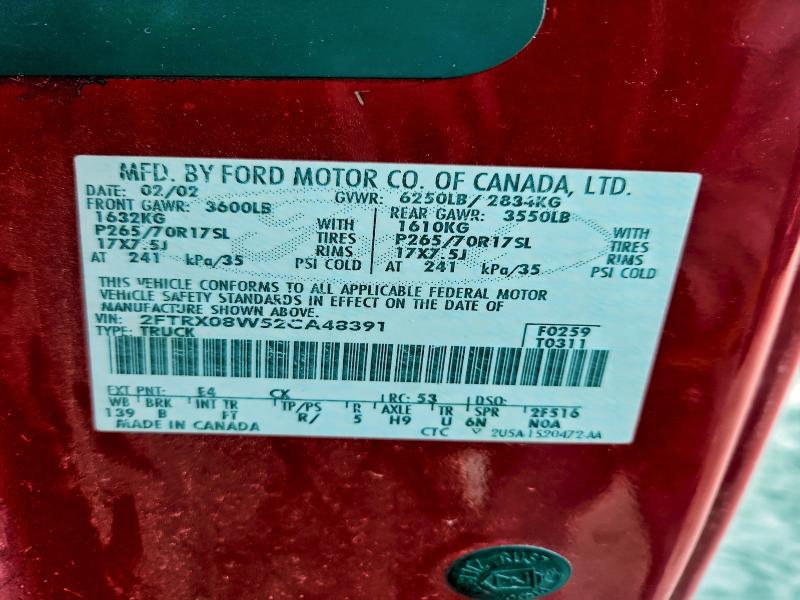 MFD. BY FORD MOTOR CO. OF CANADA, LTD.
DATE: 02/02 GVWR: 6250LB/ 2834KG
FRONT GAWR: 3600LB REAR GAWR: 3550LB
1632KG WITH 1610KG WITH
P265/70R17SL TIRES P265/70R17SL TIRES
17X7.5J RIMS 17X7.5J RIMS
AT 241 kPa/35 PSI COLD AT 241 kPa/35 PSI COLD
THIS VEHICLE CONFORMS TO ALL APPLICABLE FEDERAL MOTOR
VEHICLE SAFETY STANDARDS IN EFFECT ON THE DATE OF
MANUFACTURE SHOWN ABOVE.
VIN: 2FTRX08W52CA48391 F0259
TYPE: TRUCK T0311
EXT PNT: E4 CX RC: 53 DSO:
WB BRK INT TR TP/PS R AXLE TR SPR 2F516
139 B FT R/ 5 H9 U 6N N0A
MADE IN CANADA CTC 2U5A-1520472-AA
RUST